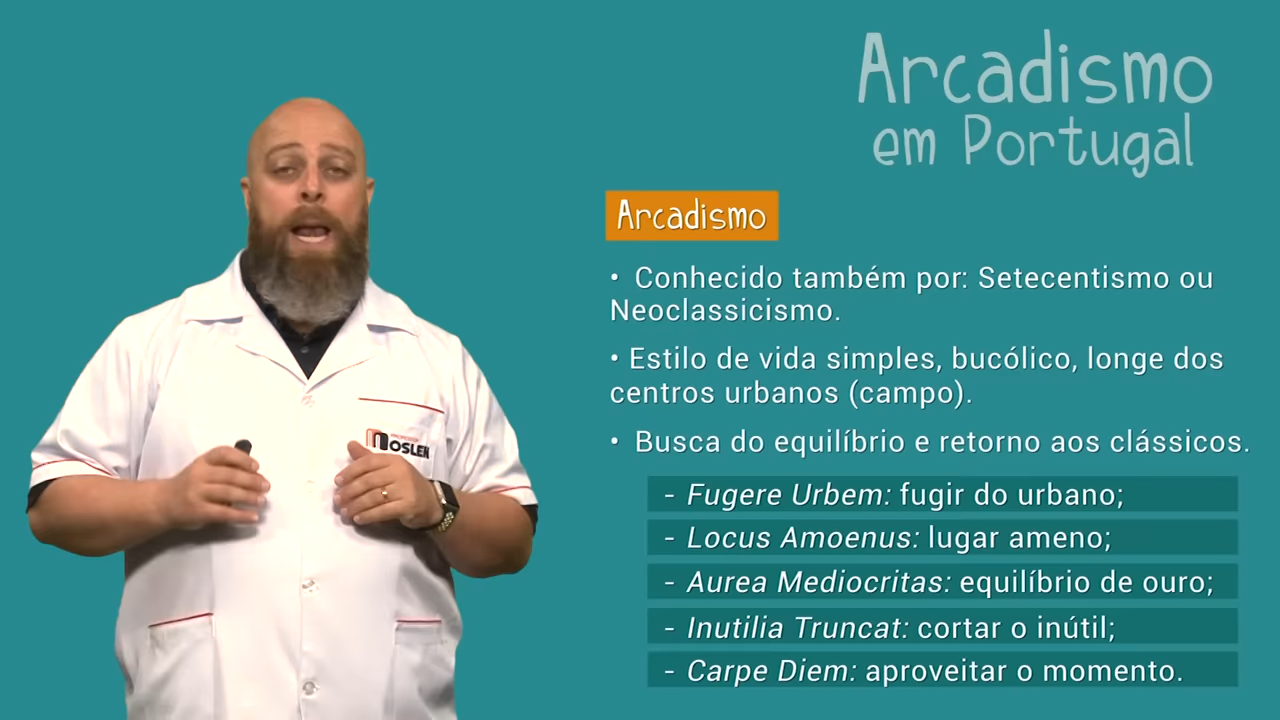 Arcadismo
em Portugal
Arcadismo
• Conhecido também por: Setecentismo ou
Neoclassicismo.
• Estilo de vida simples, bucólico, longe dos
centros urbanos (campo).
• Busca do equilíbrio e retorno aos clássicos.
- Fugere Urbem: fugir do urbano;
- Locus Amoenus: lugar ameno;
- Aurea Mediocritas: equilíbrio de ouro;
- Inutilia Truncat: cortar o inútil;
- Carpe Diem: aproveitar o momento.
PROFESSOR
NOSLEN